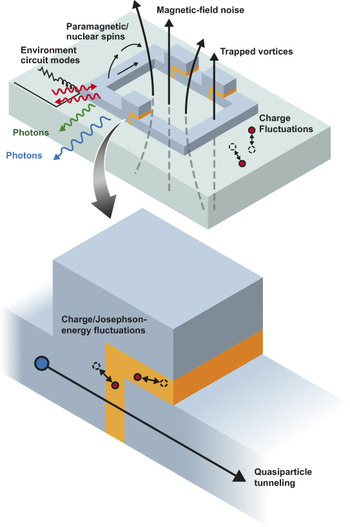 Magnetic-field noise
Paramagnetic/
nuclear spins
Environment
circuit modes
Trapped vortices
Photons
Photons
Charge
Fluctuations
Charge/Josephson-
energy fluctuations
Quasiparticle
tunneling